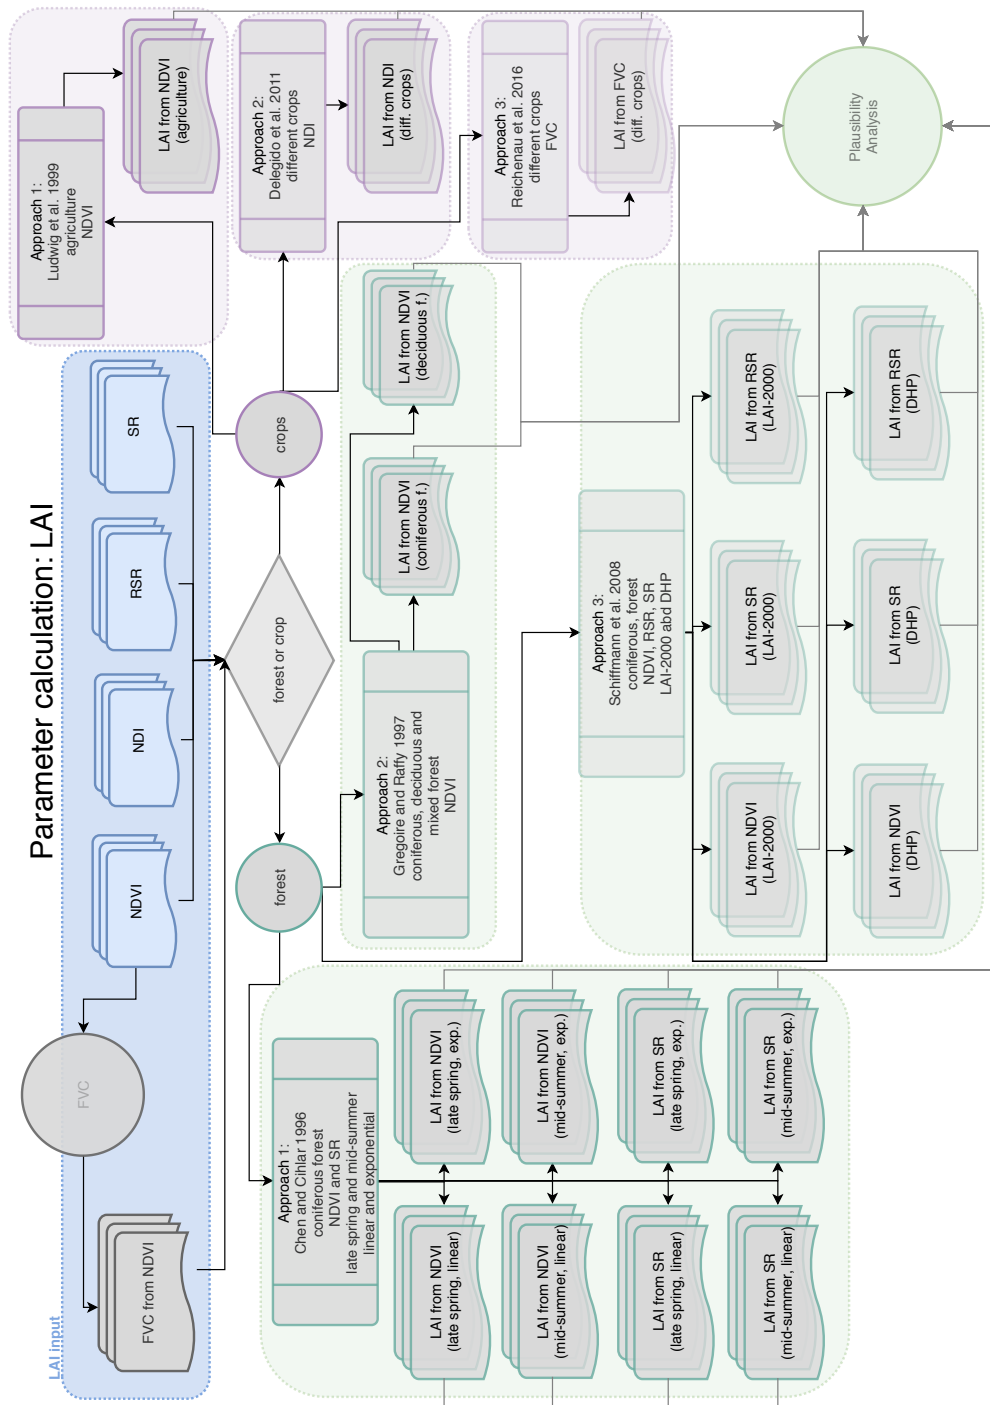 Parameter calculation: LAI
LAI input
FVC from NDVI
FVC
NDVI
NDI
RSR
SR
forest
forest or crop
crops
Approach 1:
Chen and Cihlar 1996
coniferous forest
NDVI and SR
late spring and mid-summer
linear and exponential
LAI from NDVI
(late spring, linear)
LAI from NDVI
(late spring, exp.)
LAI from NDVI
(mid-summer, linear)
LAI from NDVI
(mid-summer, exp.)
LAI from SR
(late spring, linear)
LAI from SR
(late spring, exp.)
LAI from SR
(mid-summer, linear)
LAI from SR
(mid-summer, exp.)
Approach 2:
Gregoire and Raffy 1997
coniferous, deciduous and
mixed forest
NDVI
LAI from NDVI
(coniferous f.)
LAI from NDVI
(deciduous f.)
Approach 3:
Schiffmann et al. 2008
coniferous, forest
NDVI, RSR, SR
LAI-2000 abd DHP
LAI from NDVI
(LAI-2000)
LAI from SR
(LAI-2000)
LAI from RSR
(LAI-2000)
LAI from NDVI
(DHP)
LAI from SR
(DHP)
LAI from RSR
(DHP)
Approach 1:
Ludwig et al. 1999
agriculture
NDVI
LAI from NDVI
(agriculture)
Approach 2:
Delegido et al. 2011
different crops
NDI
LAI from NDI
(diff. crops)
Approach 3:
Reichenau et al. 2016
different crops
FVC
LAI from FVC
(diff. crops)
Plausibility
Analysis